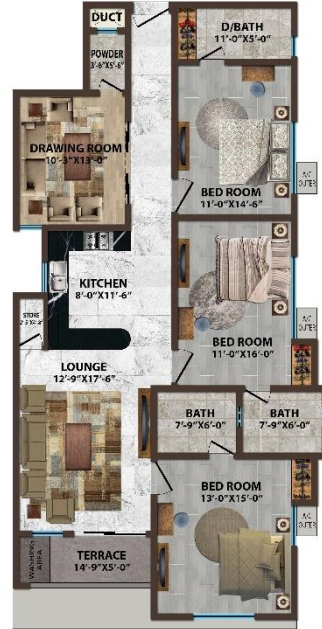 DUCT
D/BATH
11'-0"X5'-0"
POWDER
3'-6"X5'-6"
DRAWING ROOM
10'-3"X13'-0"
BED ROOM
11'-0"X14'-6"
A/C
OUTER
KITCHEN
8'-0"X11'-6"
STORE
BED ROOM
11'-0"X16'-0"
A/C
OUTER
LOUNGE
12'-9"X17'-6"
BATH
7'-9"X6'-0"
BATH
7'-9"X6'-0"
BED ROOM
13'-0"X15'-0"
A/C
OUTER
WASHING
AREA
TERRACE
14'-9"X5'-0"